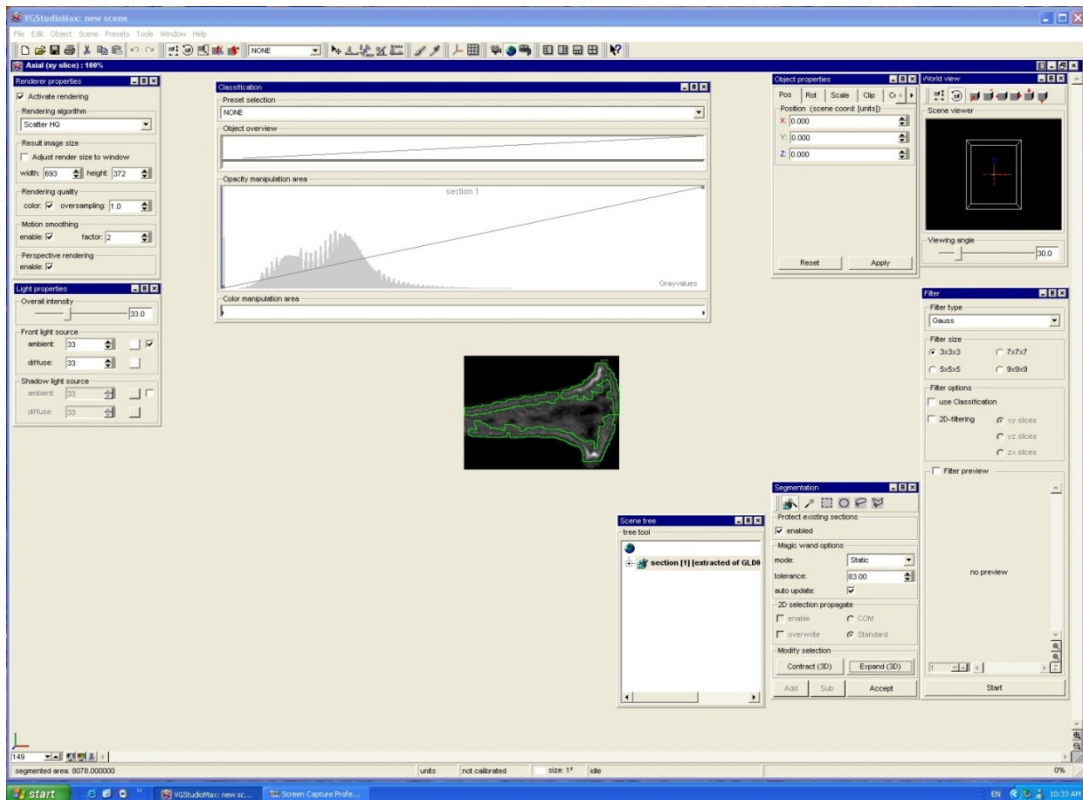 VGStudioMax: new scene
File Edit Object Scene Presets Tools Window Help
NONE
Axial (xy slice) : 100%
Renderer properties
Activate rendering
Rendering algorithm
Scatter HQ
Result image size
Adjust render size to window
width: 693 height: 372
Rendering quality
color: oversampling: 1.0
Motion smoothing
enable: factor: 2
Perspective rendering
enable:
Light properties
Overall intensity
33.0
Front light source
ambient: 33
diffuse: 33
Shadow light source
ambient: 33
diffuse: 33
Classification
Preset selection
NONE
Object overview
Opacity manipulation area
section 1
Grayvalues
Color manipulation area
Object properties
Pos Rot Scale Clip
Position (scene coord. [units])
X: 0.000
Y: 0.000
Z: 0.000
Reset Apply
World view
Scene viewer
Viewing angle
30.0
Filter
Filter type
Gauss
Filter size
3x3x3 7x7x7
5x5x5 9x9x9
Filter options
use Classification
2D-filtering xy slices
yz slices
zx slices
Filter preview
no preview
1
Z
Start
Scene tree
tree tool
section [1] [extracted of GLD0
Segmentation
Protect existing sections
enabled
Magic wand options
mode: Static
tolerance: 83.00
auto update:
2D selection propagate
enable COM
overwrite Standard
Modify selection
Contract (3D) Expand (3D)
Add Sub Accept
149
segmented area: 8078.000000 units not calibrated size: 1³ idle 0%
start VGStudioMax: new sc... Screen Capture Profe... EN 10:33 AM